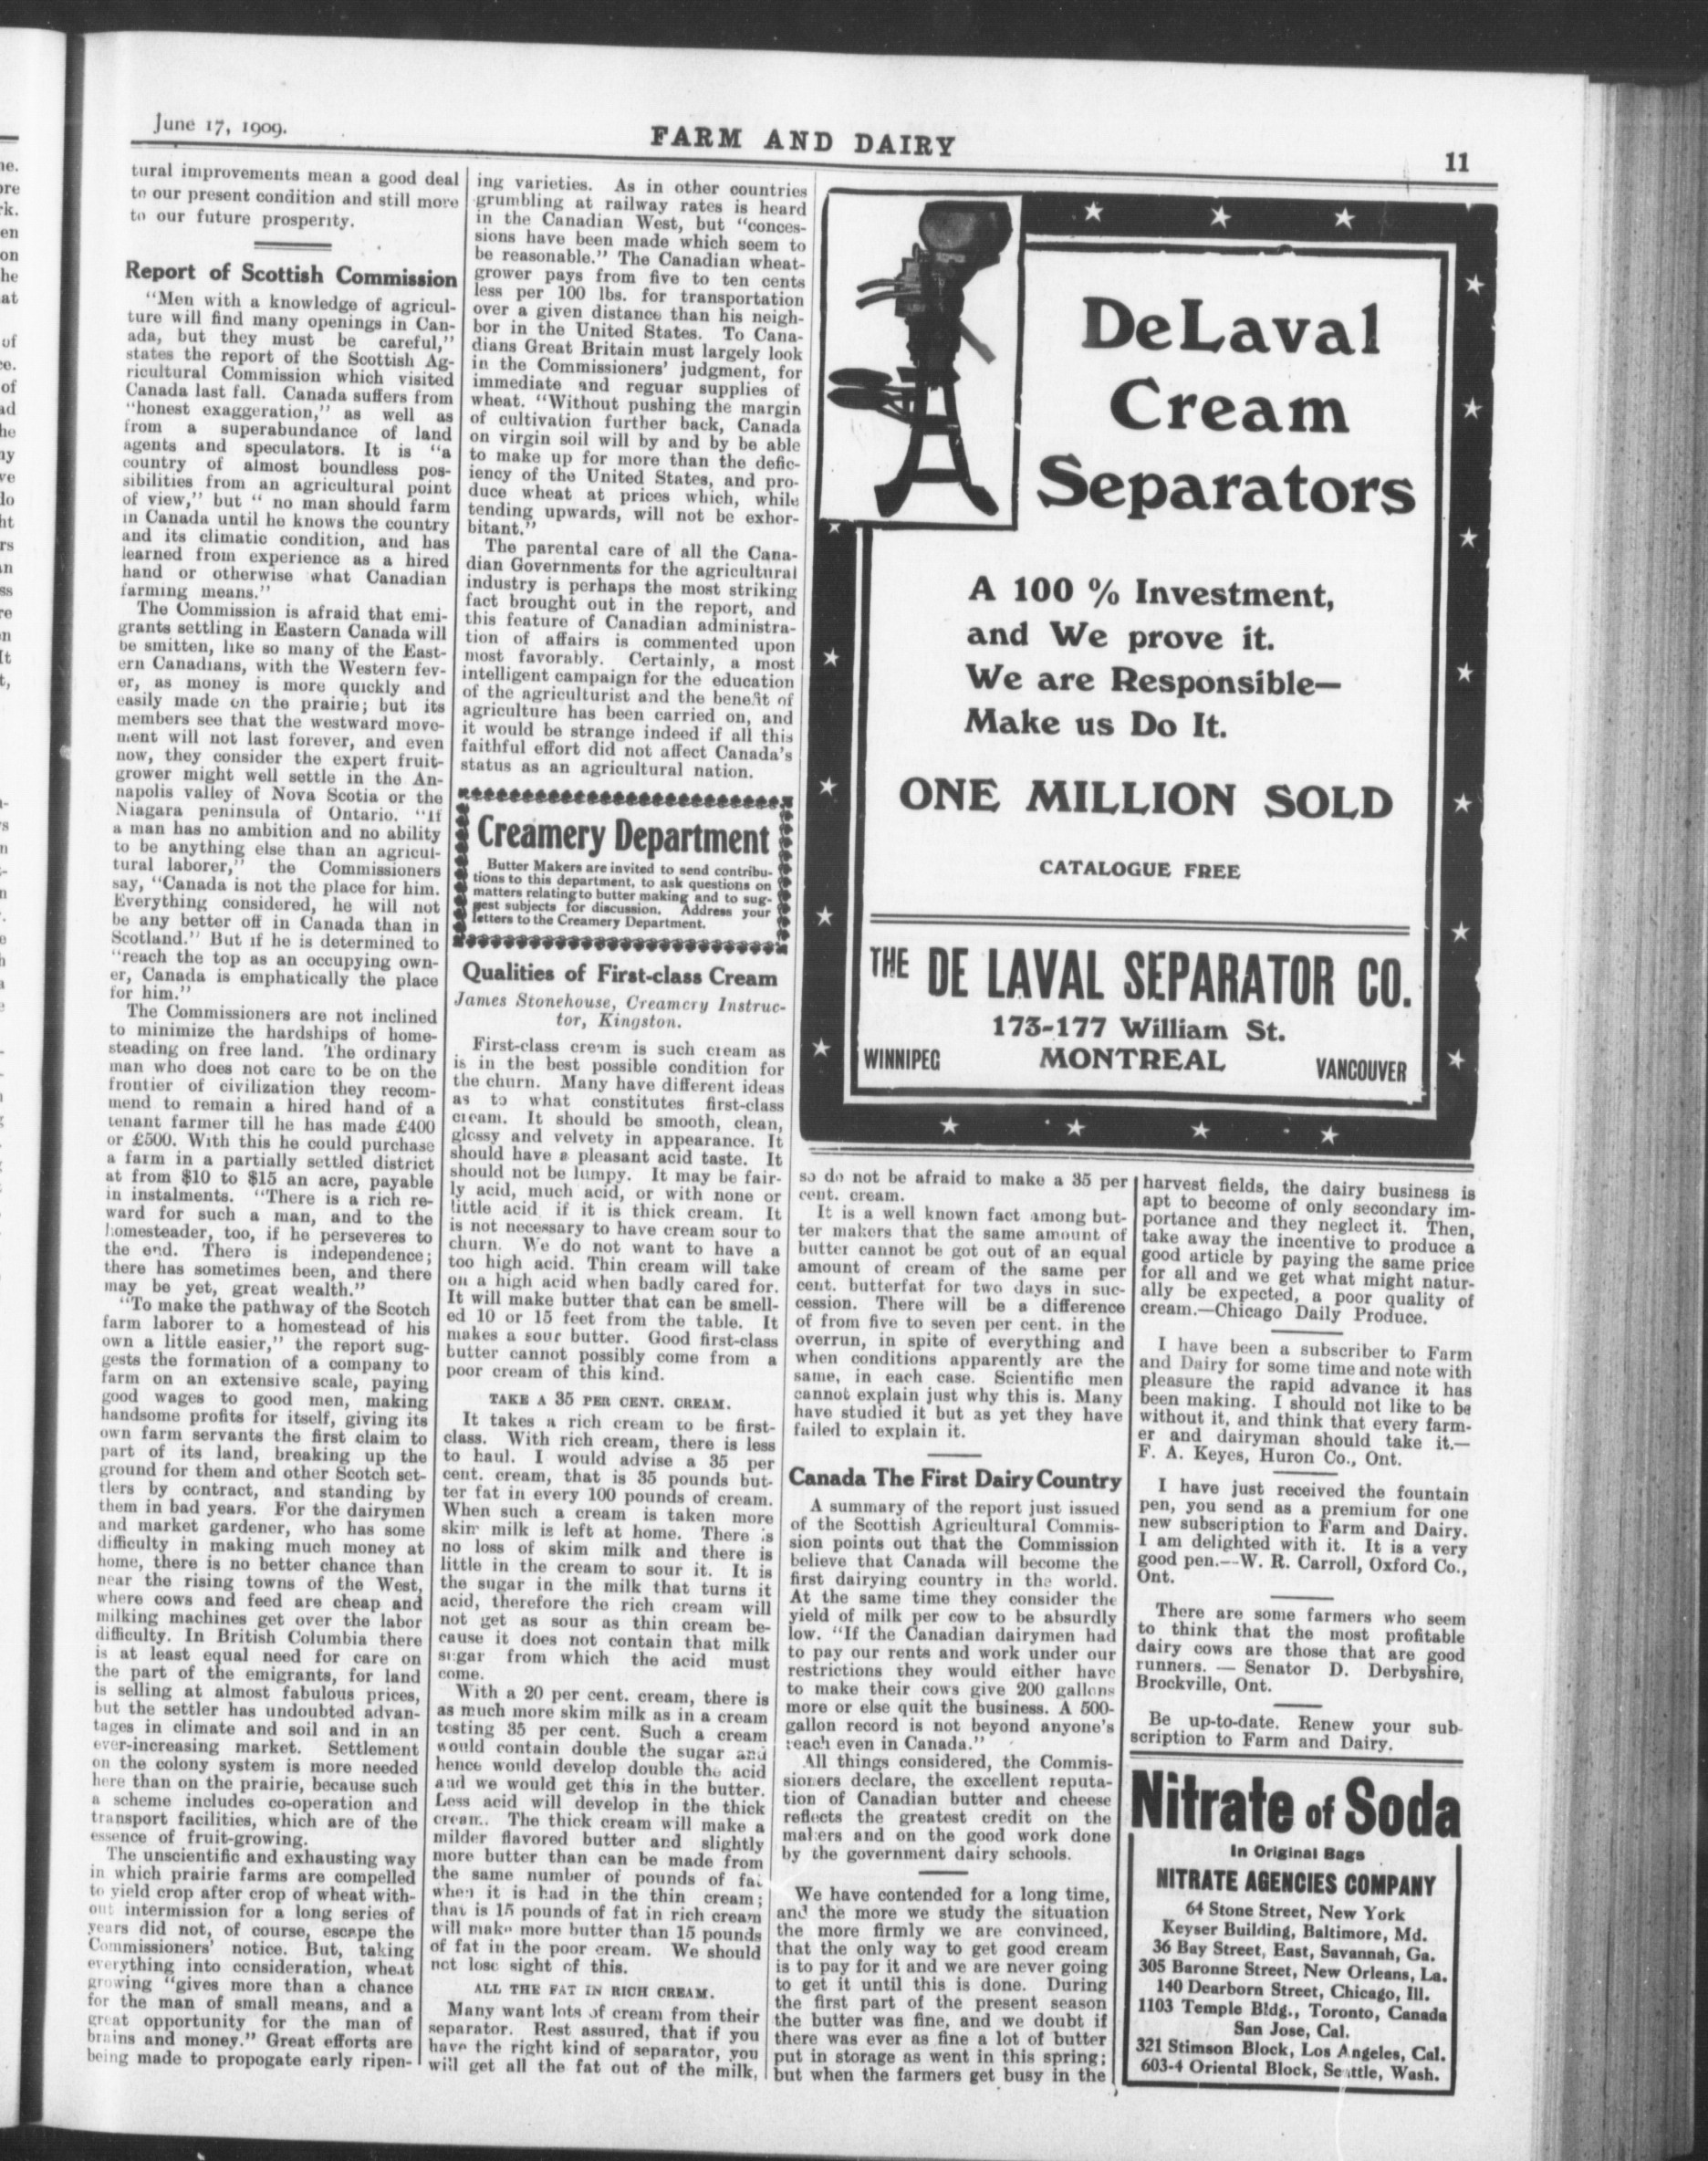 June 17, 1909.
FARM AND DAIRY
11
tural improvements mean a good deal
to our present condition and still more
to our future prosperity.
Report of Scottish Commission
"Men with a knowledge of agricul-
ture will find many openings in Can-
ada, but they must be careful,"
states the report of the Scottish Ag-
ricultural Commission which visited
Canada last fall. Canada suffers from
"honest exaggeration," as well as
from a superabundance of land
agents and speculators. It is "a
country of almost boundless pos-
sibilities from an agricultural point
of view," but " no man should farm
in Canada until he knows the country
and its climatic condition, and has
learned from experience as a hired
hand or otherwise what Canadian
farming means."
The Commission is afraid that emi-
grants settling in Eastern Canada will
be smitten, like so many of the East-
ern Canadians, with the Western fev-
er, as money is more quickly and
easily made on the prairie; but its
members see that the westward move-
ment will not last forever, and even
now, they consider the expert fruit-
grower might well settle in the An-
napolis valley of Nova Scotia or the
Niagara peninsula of Ontario. "If
a man has no ambition and no ability
to be anything else than an agricul-
tural laborer," the Commissioners
say, "Canada is not the place for him.
Everything considered, he will not
be any better off in Canada than in
Scotland." But if he is determined to
"reach the top as an occupying own-
er, Canada is emphatically the place
for him."
The Commissioners are not inclined
to minimize the hardships of home-
steading on free land. The ordinary
man who does not care to be on the
frontier of civilization they recom-
mend to remain a hired hand of a
tenant farmer till he has made £400
or £500. With this he could purchase
a farm in a partially settled district
at from $10 to $15 an acre, payable
in instalments. "There is a rich re-
ward for such a man, and to the
homesteader, too, if he perseveres to
the end. There is independence;
there has sometimes been, and there
may be yet, great wealth."
"To make the pathway of the Scotch
farm laborer to a homestead of his
own a little easier," the report sug-
gests the formation of a company to
farm on an extensive scale, paying
good wages to good men, making
handsome profits for itself, giving its
own farm servants the first claim to
part of its land, breaking up the
ground for them and other Scotch set-
tlers by contract, and standing by
them in bad years. For the dairymen
and market gardener, who has some
difficulty in making much money at
home, there is no better chance than
near the rising towns of the West,
where cows and feed are cheap and
milking machines get over the labor
difficulty. In British Columbia there
is at least equal need for care on
the part of the emigrants, for land
is selling at almost fabulous prices,
but the settler has undoubted advan-
tages in climate and soil and in an
ever-increasing market. Settlement
on the colony system is more needed
here than on the prairie, because such
a scheme includes co-operation and
transport facilities, which are of the
essence of fruit-growing.
The unscientific and exhausting way
in which prairie farms are compelled
to yield crop after crop of wheat with-
out intermission for a long series of
years did not, of course, escape the
Commissioners' notice. But, taking
everything into consideration, wheat
growing "gives more than a chance
for the man of small means, and a
great opportunity for the man of
brains and money." Great efforts are
being made to propogate early ripen-
ing varieties. As in other countries
grumbling at railway rates is heard
in the Canadian West, but "conces-
sions have been made which seem to
be reasonable." The Canadian wheat-
grower pays from five to ten cents
less per 100 lbs. for transportation
over a given distance than his neigh-
bor in the United States. To Cana-
dians Great Britain must largely look
in the Commissioners' judgment, for
immediate and reguar supplies of
wheat. "Without pushing the margin
of cultivation further back, Canada
on virgin soil will by and by be able
to make up for more than the defic-
iency of the United States, and pro-
duce wheat at prices which, while
tending upwards, will not be exhor-
bitant."
The parental care of all the Cana-
dian Governments for the agricultural
industry is perhaps the most striking
fact brought out in the report, and
this feature of Canadian administra-
tion of affairs is commented upon
most favorably. Certainly, a most
intelligent campaign for the education
of the agriculturist and the benefit of
agriculture has been carried on, and
it would be strange indeed if all this
faithful effort did not affect Canada's
status as an agricultural nation.
Creamery Department
Butter Makers are invited to send contribu-
tions to this department, to ask questions on
matters relating to butter making and to sug-
gest subjects for discussion. Address your
letters to the Creamery Department.
Qualities of First-class Cream
James Stonehouse, Creamery Instruc-
tor, Kingston.
First-class cream is such cream as
is in the best possible condition for
the churn. Many have different ideas
as to what constitutes first-class
cream. It should be smooth, clean,
glossy and velvety in appearance. It
should have a pleasant acid taste. It
should not be lumpy. It may be fair-
ly acid, much acid, or with none or
little acid if it is thick cream. It
is not necessary to have cream sour to
churn. We do not want to have a
too high acid. Thin cream will take
on a high acid when badly cared for.
It will make butter that can be smell-
ed 10 or 15 feet from the table. It
makes a sour butter. Good first-class
butter cannot possibly come from a
poor cream of this kind.
TAKE A 35 PER CENT. CREAM.
It takes a rich cream to be first-
class. With rich cream, there is less
to haul. I would advise a 35 per
cent. cream, that is 35 pounds but-
ter fat in every 100 pounds of cream.
When such a cream is taken more
skim milk is left at home. There is
no loss of skim milk and there is
little in the cream to sour it. It is
the sugar in the milk that turns it
acid, therefore the rich cream will
not get as sour as thin cream be-
cause it does not contain that milk
sugar from which the acid must
come.
With a 20 per cent. cream, there is
as much more skim milk as in a cream
testing 35 per cent. Such a cream
would contain double the sugar and
hence would develop double the acid
and we would get this in the butter.
Less acid will develop in the thick
cream. The thick cream will make a
milder flavored butter and slightly
more butter than can be made from
the same number of pounds of fat
when it is had in the thin cream;
that is 15 pounds of fat in rich cream
will make more butter than 15 pounds
of fat in the poor cream. We should
not lose sight of this.
ALL THE FAT IN RICH CREAM.
Many want lots of cream from their
separator. Rest assured, that if you
have the right kind of separator, you
will get all the fat out of the milk,
DeLaval
Cream
Separators
A 100 % Investment,
and We prove it.
We are Responsible—
Make us Do It.
ONE MILLION SOLD
CATALOGUE FREE
THE DE LAVAL SEPARATOR CO.
173-177 William St.
WINNIPEG MONTREAL VANCOUVER
so do not be afraid to make a 35 per
cent. cream.
It is a well known fact among but-
ter makers that the same amount of
butter cannot be got out of an equal
amount of cream of the same per
cent. butterfat for two days in suc-
cession. There will be a difference
of from five to seven per cent. in the
overrun, in spite of everything and
when conditions apparently are the
same, in each case. Scientific men
cannot explain just why this is. Many
have studied it but as yet they have
failed to explain it.
Canada The First Dairy Country
A summary of the report just issued
of the Scottish Agricultural Commis-
sion points out that the Commission
believe that Canada will become the
first dairying country in the world.
At the same time they consider the
yield of milk per cow to be absurdly
low. "If the Canadian dairymen had
to pay our rents and work under our
restrictions they would either have
to make their cows give 200 gallons
more or else quit the business. A 500-
gallon record is not beyond anyone's
reach even in Canada."
All things considered, the Commis-
sioners declare, the excellent reputa-
tion of Canadian butter and cheese
reflects the greatest credit on the
makers and on the good work done
by the government dairy schools.
We have contended for a long time,
and the more we study the situation
the more firmly we are convinced,
that the only way to get good cream
is to pay for it and we are never going
to get it until this is done. During
the first part of the present season
the butter was fine, and we doubt if
there was ever as fine a lot of butter
put in storage as went in this spring;
but when the farmers get busy in the
harvest fields, the dairy business is
apt to become of only secondary im-
portance and they neglect it. Then,
take away the incentive to produce a
good article by paying the same price
for all and we get what might natur-
ally be expected, a poor quality of
cream.—Chicago Daily Produce.
I have been a subscriber to Farm
and Dairy for some time and note with
pleasure the rapid advance it has
been making. I should not like to be
without it, and think that every farm-
er and dairyman should take it.—
F. A. Keyes, Huron Co., Ont.
I have just received the fountain
pen, you send as a premium for one
new subscription to Farm and Dairy.
I am delighted with it. It is a very
good pen.—W. R. Carroll, Oxford Co.,
Ont.
There are some farmers who seem
to think that the most profitable
dairy cows are those that are good
runners. — Senator D. Derbyshire,
Brockville, Ont.
Be up-to-date. Renew your sub-
scription to Farm and Dairy.
Nitrate of Soda
In Original Bags
NITRATE AGENCIES COMPANY
64 Stone Street, New York
Keyser Building, Baltimore, Md.
36 Bay Street, East, Savannah, Ga.
305 Baronne Street, New Orleans, La.
140 Dearborn Street, Chicago, Ill.
1103 Temple Bldg., Toronto, Canada
San Jose, Cal.
321 Stimson Block, Los Angeles, Cal.
603-4 Oriental Block, Seattle, Wash.